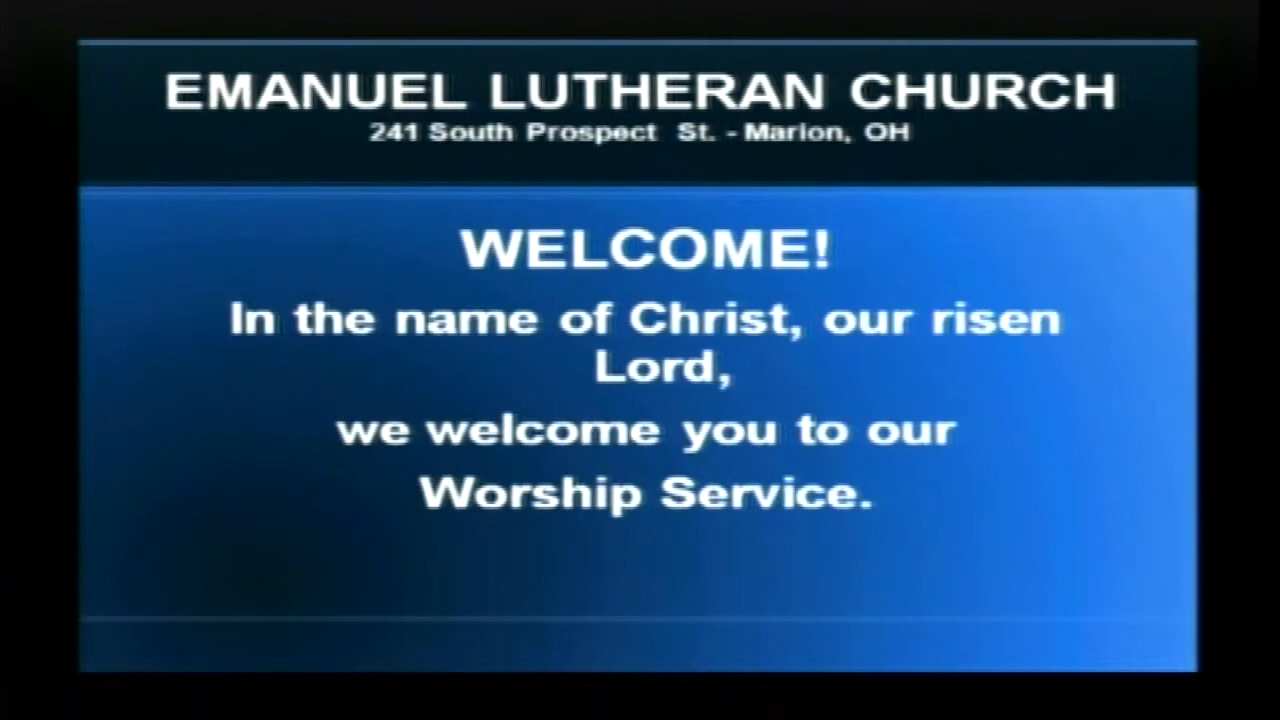 EMANUEL LUTHERAN CHURCH
241 South Prospect St. - Marion, OH
WELCOME!
In the name of Christ, our risen
Lord,
we welcome you to our
Worship Service.